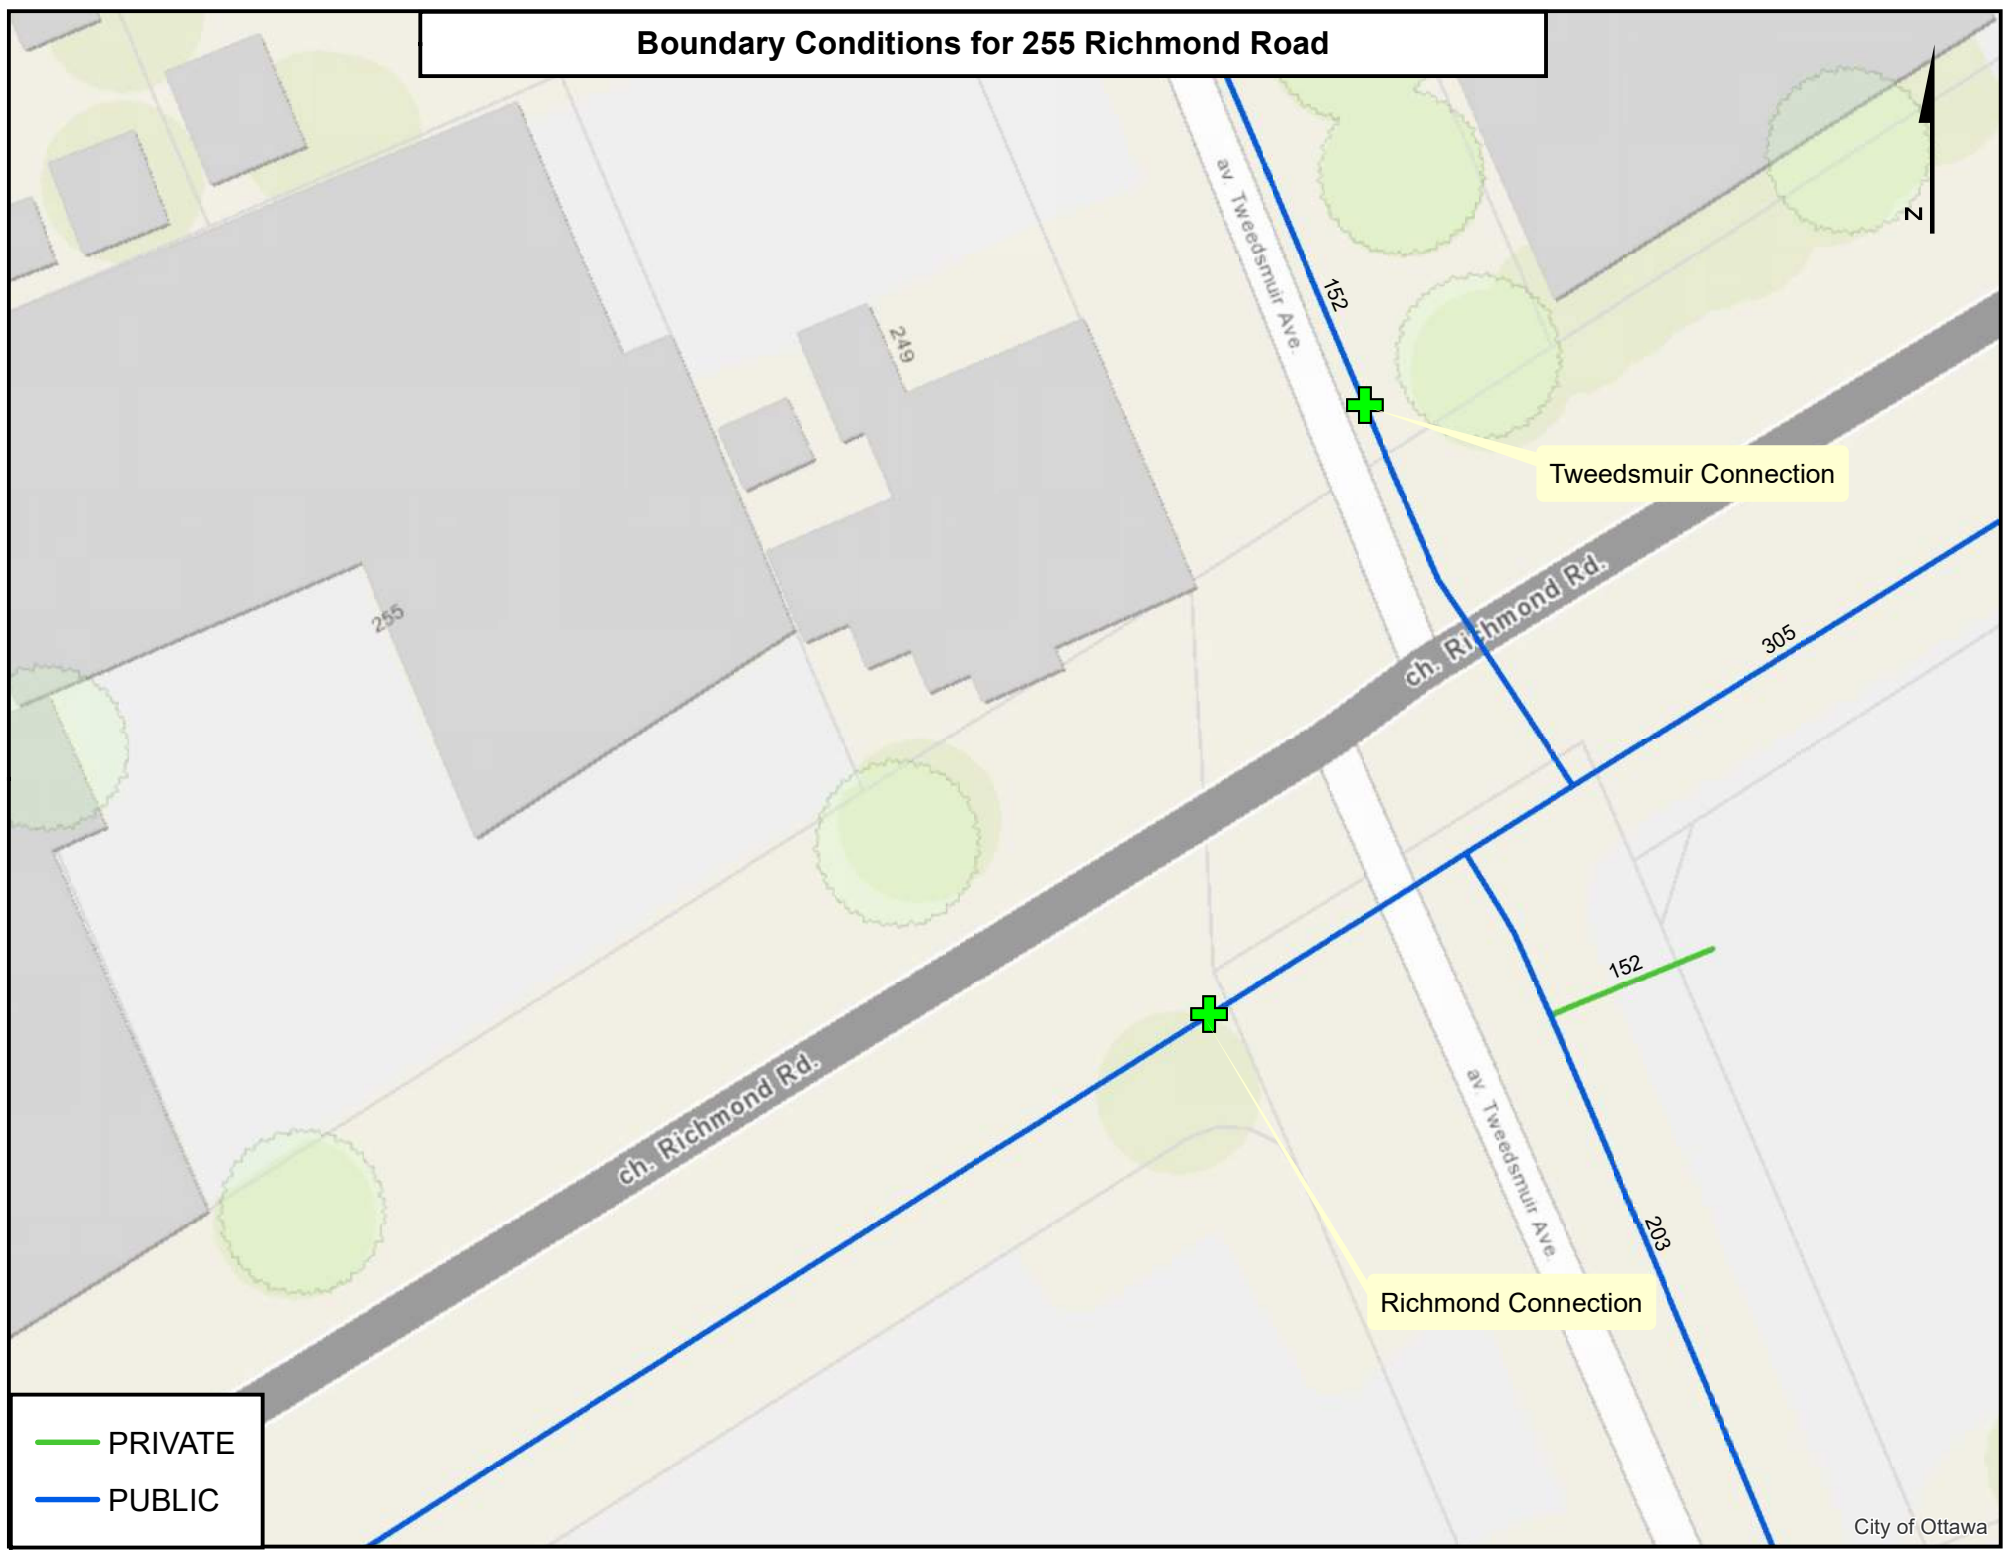 Boundary Conditions for 255 Richmond Road
av. Tweedsmuir Ave.
N
152
249
Tweedsmuir Connection
255
ch. Richmond Rd.
305
152
ch. Richmond Rd.
av. Tweedsmuir Ave.
203
Richmond Connection
PRIVATE
PUBLIC
City of Ottawa